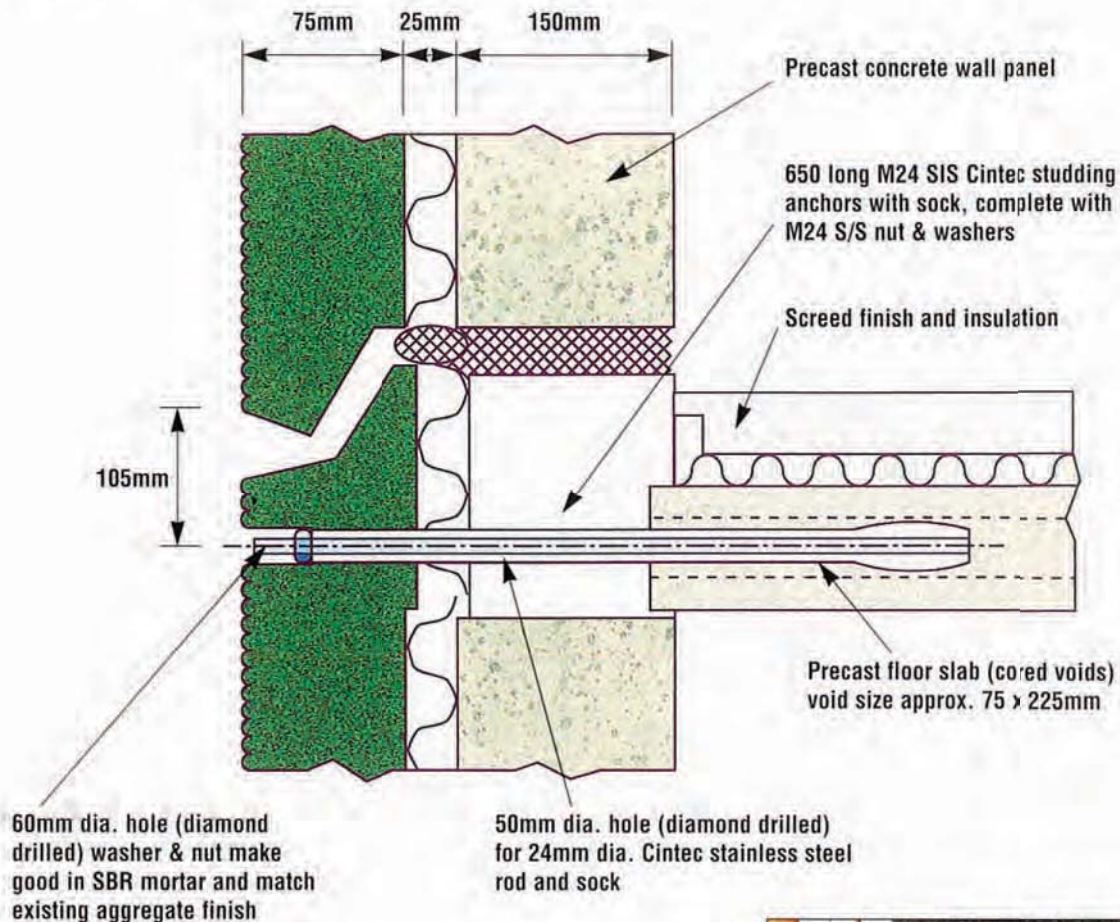 75mm 25mm 150mm
Precast concrete wall panel
650 long M24 SIS Cintec studding
anchors with sock, complete with
M24 S/S nut & washers
Screed finish and insulation
105mm
Precast floor slab (cored voids)
void size approx. 75 x 225mm
60mm dia. hole (diamond
drilled) washer & nut make
good in SBR mortar and match
existing aggregate finish
50mm dia. hole (diamond drilled)
for 24mm dia. Cintec stainless steel
rod and sock